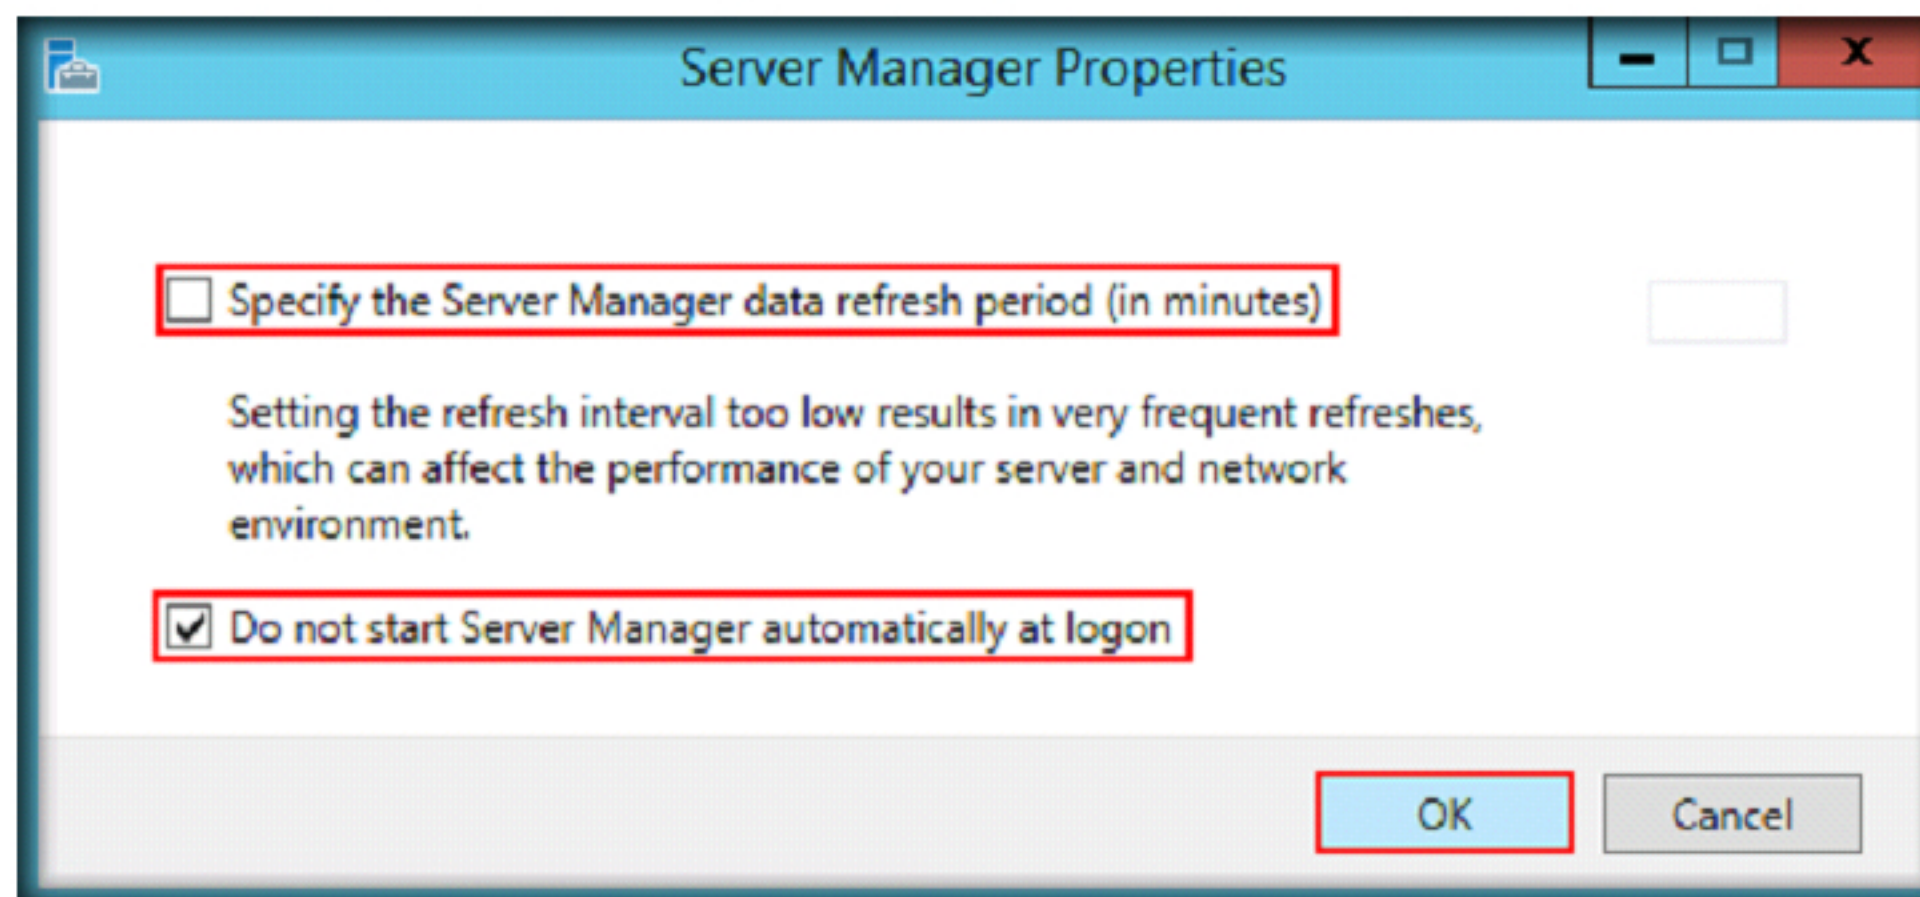 Server Manager Properties
Specify the Server Manager data refresh period (in minutes)
Setting the refresh interval too low results in very frequent refreshes,
which can affect the performance of your server and network
environment.
Do not start Server Manager automatically at logon
OK
Cancel